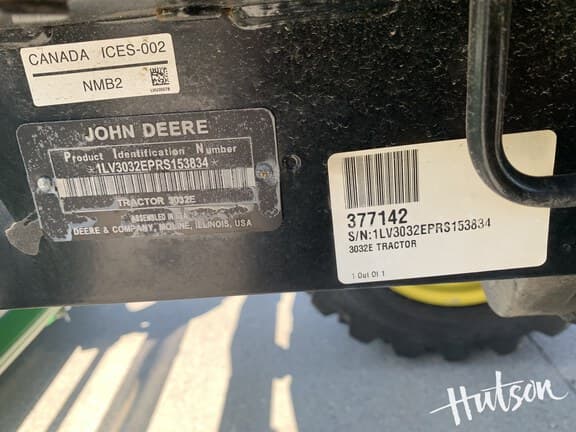 CANADA ICES-002
NMB2
JOHN DEERE
Product Identification Number
*1LV3032EPRS153834*
TRACTOR 3032E
ASSEMBLED IN USA
DEERE & COMPANY, MOLINE, ILLINOIS, USA
377142
S/N:1LV3032EPRS153834
3032E TRACTOR
1 Out Of 1
Hutson